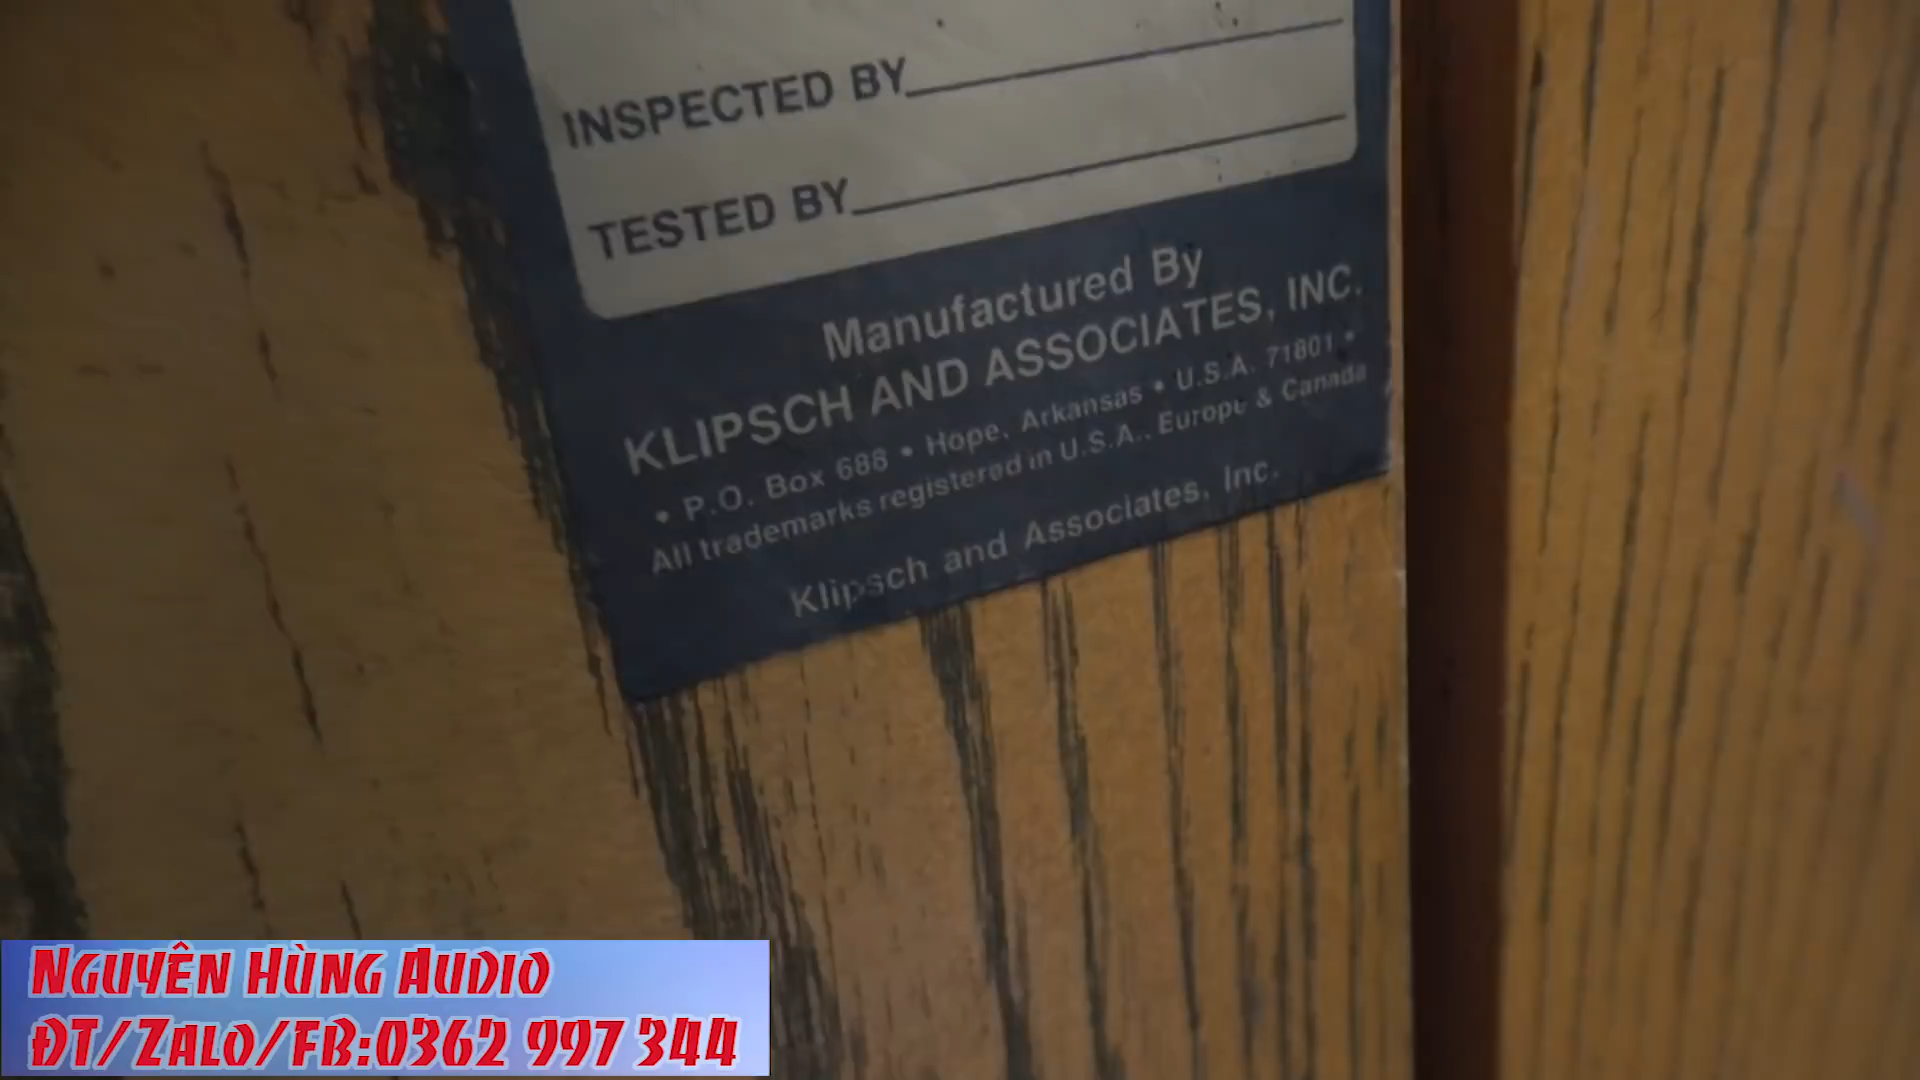 INSPECTED BY
TESTED BY
Manufactured By
KLIPSCH AND ASSOCIATES, INC.
• P.O. Box 688 • Hope, Arkansas • U.S.A. 71801 •
All trademarks registered in U.S.A., Europe & Canada
Klipsch and Associates, Inc.
NGUYÊN HÙNG AUDIO
ĐT/ZALO/FB:0362 997 344